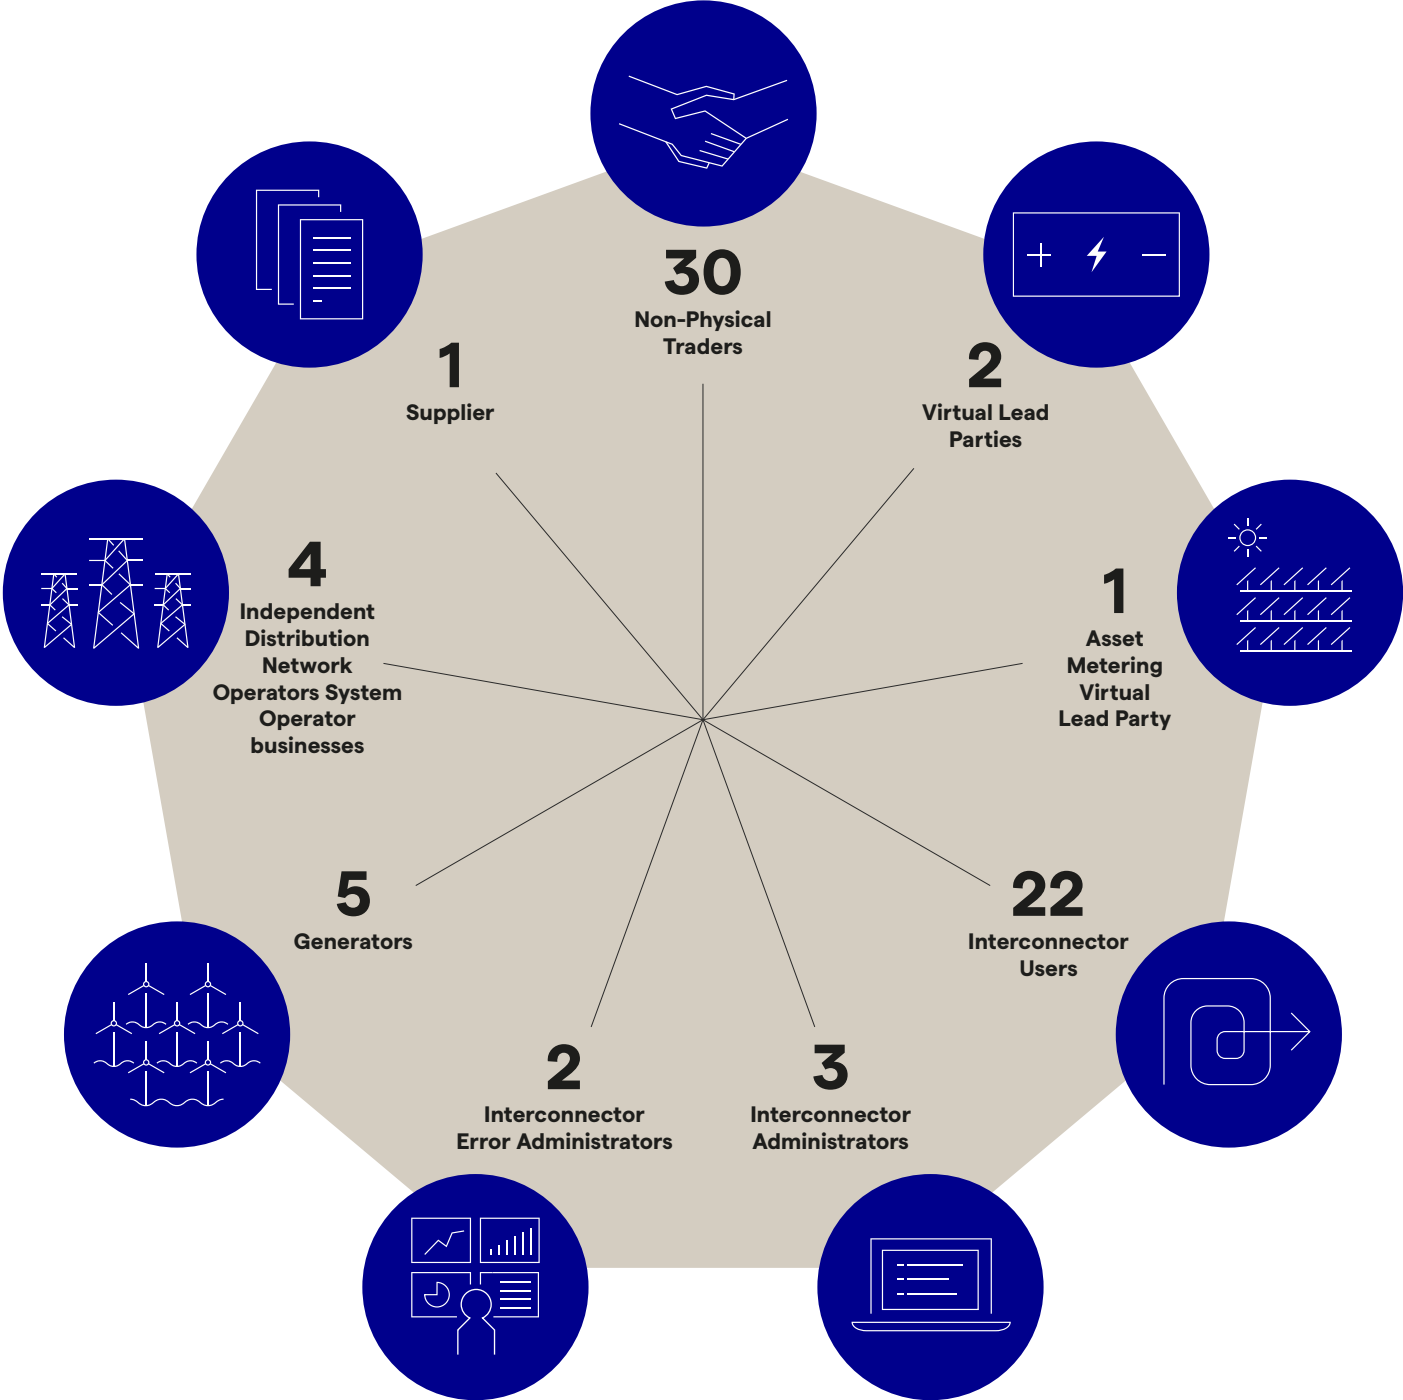 30
Non-Physical
Traders
2
Virtual Lead
Parties
1
Asset
Metering
Virtual
Lead Party
22
Interconnector
Users
3
Interconnector
Administrators
2
Interconnector
Error Administrators
5
Generators
4
Independent
Distribution
Network
Operators System
Operator
businesses
1
Supplier